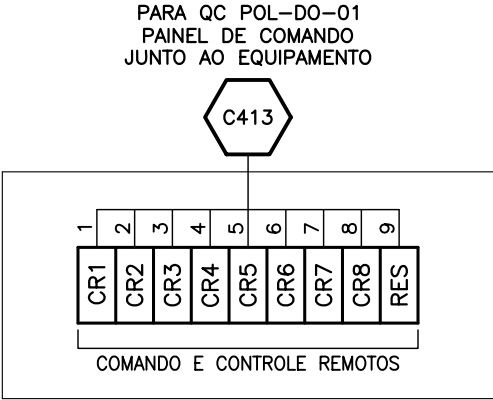 PARA QC POL-DO-01
PAINEL DE COMANDO
JUNTO AO EQUIPAMENTO
C413
1 2 3 4 5 6 7 8 9
CR1 CR2 CR3 CR4 CR5 CR6 CR7 CR8 RES
COMANDO E CONTROLE REMOTOS